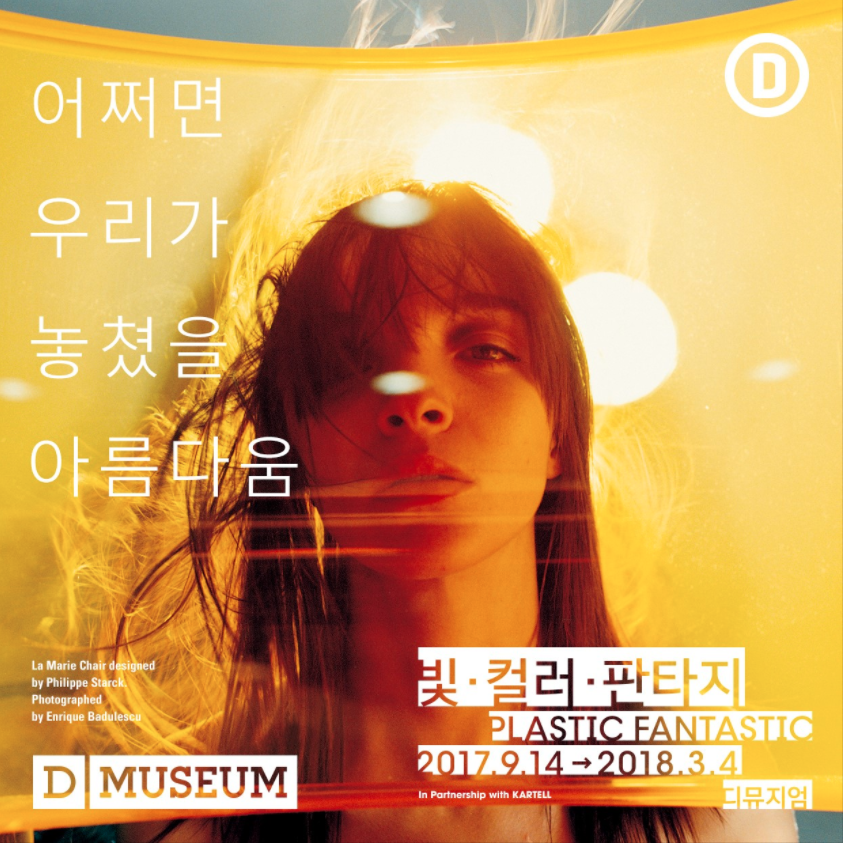 D
어쩌면
우리가
놓쳤을
아름다움
La Marie Chair designed
by Philippe Starck.
Photographed
by Enrique Badulescu
D MUSEUM
빛·컬러·판타지
PLASTIC FANTASTIC
2017.9.14→2018.3.4
In Partnership with KARTELL
디뮤지엄